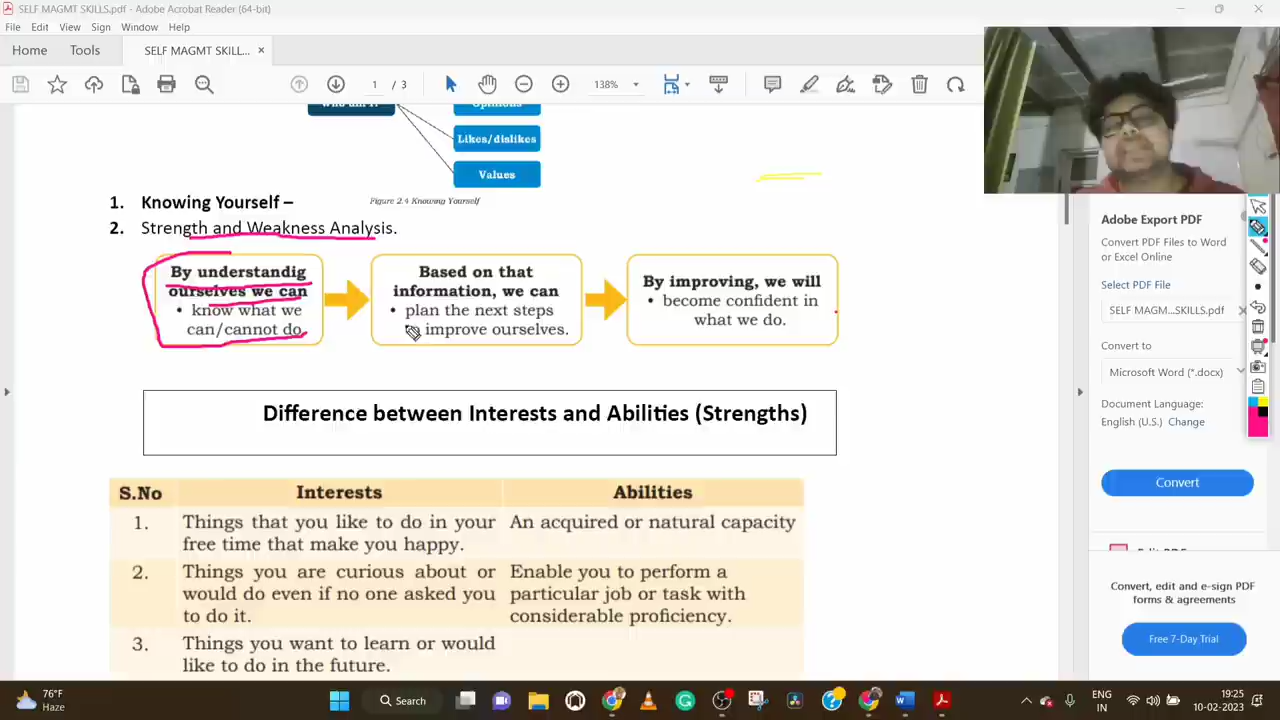 SELF MAGMT SKILLS.pdf - Adobe Acrobat Reader (64-bit)
File Edit View Sign Window Help
Home Tools SELF MAGMT SKILL... ×
1 / 3 138%
Who am I?
Opinions
Likes/dislikes
Values
1. Knowing Yourself –
Figure 2.4 Knowing Yourself
2. Strength and Weakness Analysis.
By understandig
ourselves we can
• know what we
can/cannot do
Based on that
information, we can
• plan the next steps
improve ourselves.
By improving, we will
• become confident in
what we do.
Difference between Interests and Abilities (Strengths)
S.No Interests Abilities
1. Things that you like to do in your free time that make you happy. An acquired or natural capacity
2. Things you are curious about or would do even if no one asked you to do it. Enable you to perform a particular job or task with considerable proficiency.
3. Things you want to learn or would like to do in the future.
Adobe Export PDF
Convert PDF Files to Word
or Excel Online
Select PDF File
SELF MAGM...SKILLS.pdf ×
Convert to
Microsoft Word (*.docx)
Document Language:
English (U.S.) Change
Convert
Edit PDF
Convert, edit and e-sign PDF
forms & agreements
Free 7-Day Trial
76°F
Haze
Search
ENG
IN
19:25
10-02-2023